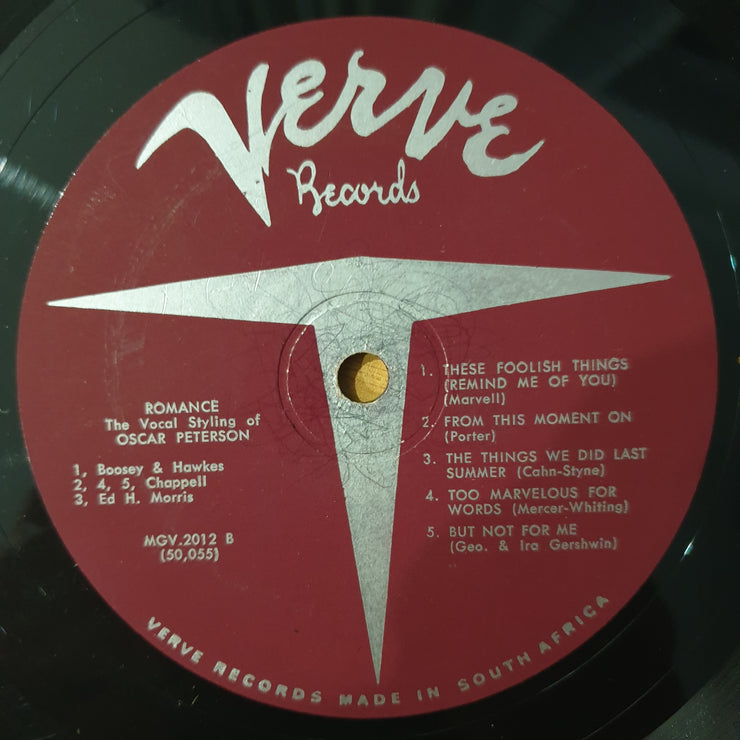 Verve
Records
ROMANCE
The Vocal Styling of
OSCAR PETERSON
1, Boosey & Hawkes
2, 4, 5, Chappell
3, Ed H. Morris
MGV.2012 B
(50,055)
1. THESE FOOLISH THINGS
(REMIND ME OF YOU)
(Marvell)
2. FROM THIS MOMENT ON
(Porter)
3. THE THINGS WE DID LAST
SUMMER (Cahn-Styne)
4. TOO MARVELOUS FOR
WORDS (Mercer-Whiting)
5. BUT NOT FOR ME
(Geo. & Ira Gershwin)
VERVE RECORDS MADE IN SOUTH AFRICA